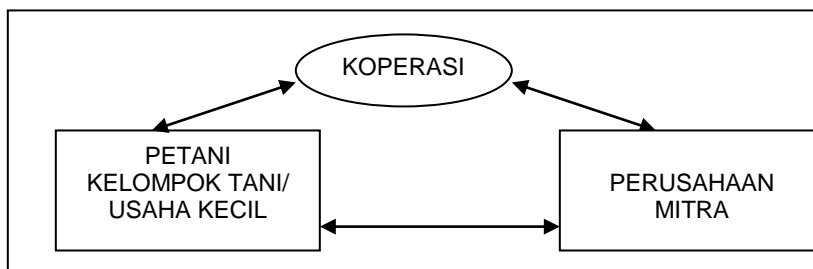 KOPERASI
PETANI
KELOMPOK TANI/
USAHA KECIL
PERUSAHAAN
MITRA